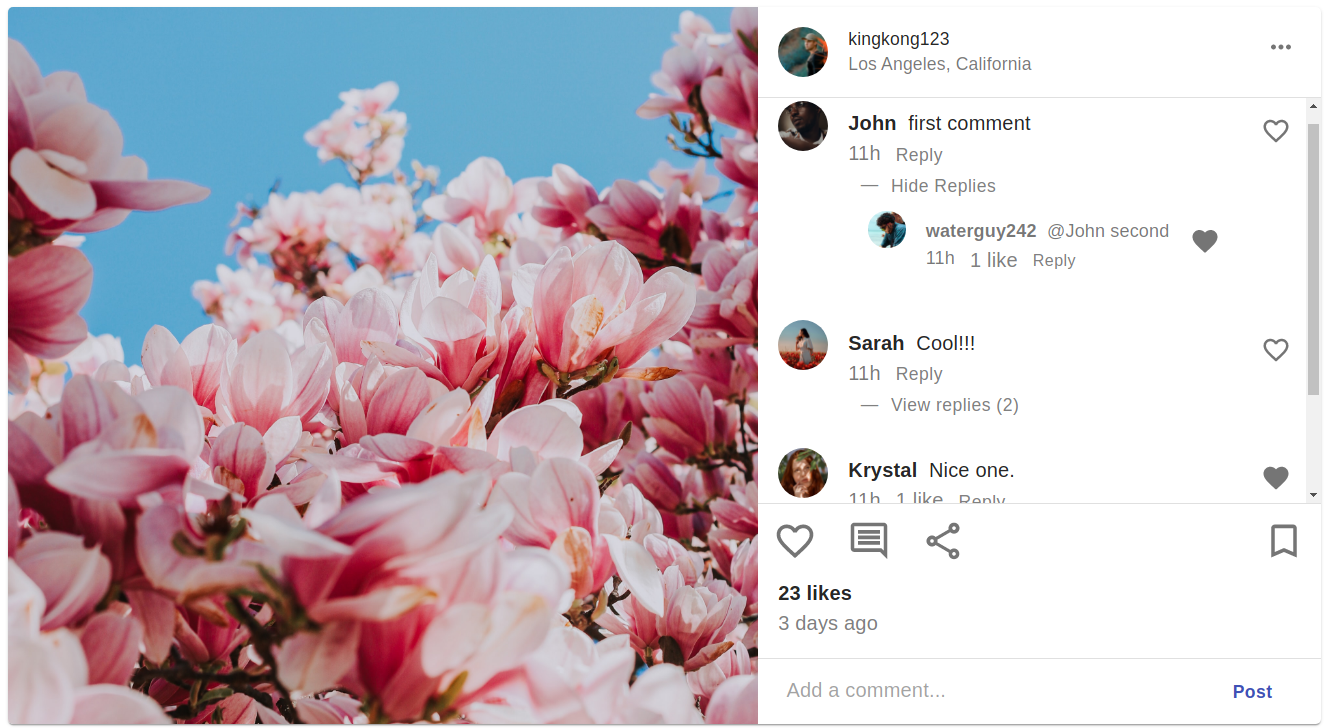 kingkong123
Los Angeles, California
John first comment
11h Reply
— Hide Replies
waterguy242 @John second
11h 1 like Reply
Sarah Cool!!!
11h Reply
— View replies (2)
Krystal Nice one.
11h 1 like Reply
23 likes
3 days ago
Add a comment...
Post